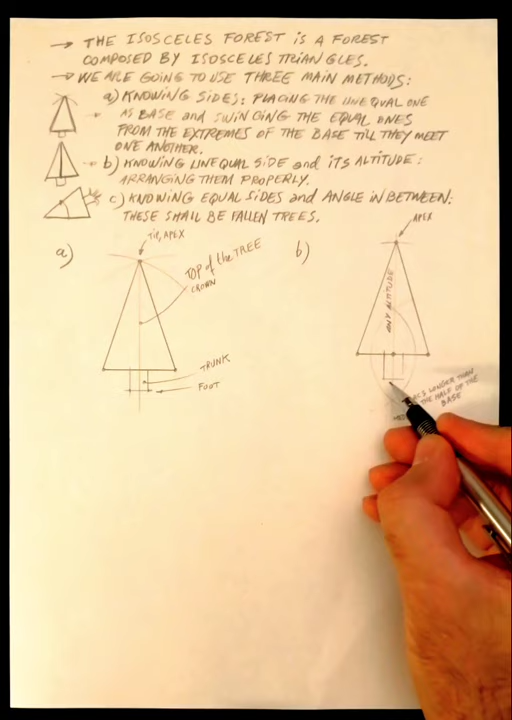 → THE ISOSCELES FOREST is A FOREST
COMPOSED BY ISOSCELES TRIANGLES.
→ WE ARE GOING TO USE THREE MAIN METHODS:
a) KNOWING SIDES: PLACING THE UNEQUAL ONE
AS BASE and SWINGING THE EQUAL ONES
FROM THE EXTREMES OF THE BASE TILL THEY MEET
ONE ANOTHER.
b) KNOWING UNEQUAL SIDE and iTS ALTITUDE:
ARRANGING THEM PROPERLY.
c) KNOWING EQUAL SIDES and ANGLE IN BETWEEN:
THESE SHALL BE FALLEN TREES.
a)
TIP, APEX
TOP of the TREE
CROWN
TRUNK
FOOT
b)
APEX
ANY ALTITUDE
ARCS LONGER THAN
THE HALF OF THE
BASE